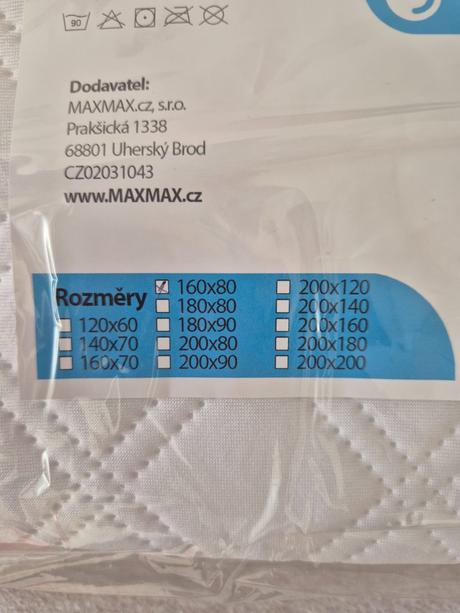 90
Dodavatel:
MAXMAX.cz, s.r.o.
Prakšická 1338
68801 Uherský Brod
CZ02031043
www.MAXMAX.cz
Rozměry
120x60
140x70
160x70
160x80
180x80
180x90
200x80
200x90
200x120
200x140
200x160
200x180
200x200